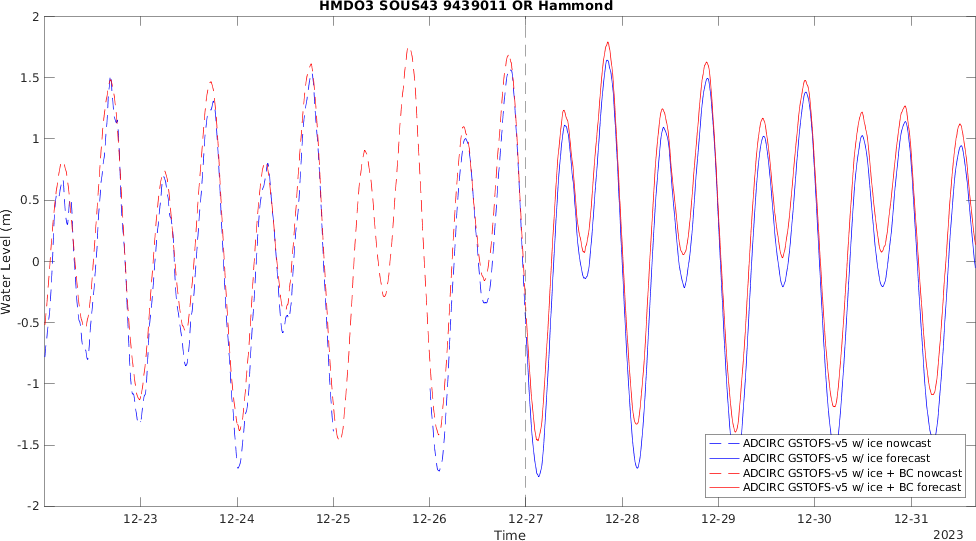 HMDO3 SOUS43 9439011 OR Hammond
2
1.5
1
0.5
0
-0.5
-1
-1.5
-2
Water Level (m)
12-23 12-24 12-25 12-26 12-27 12-28 12-29 12-30 12-31
Time
2023
ADCIRC GSTOFS-v5 w/ ice nowcast
ADCIRC GSTOFS-v5 w/ ice forecast
ADCIRC GSTOFS-v5 w/ ice + BC nowcast
ADCIRC GSTOFS-v5 w/ ice + BC forecast